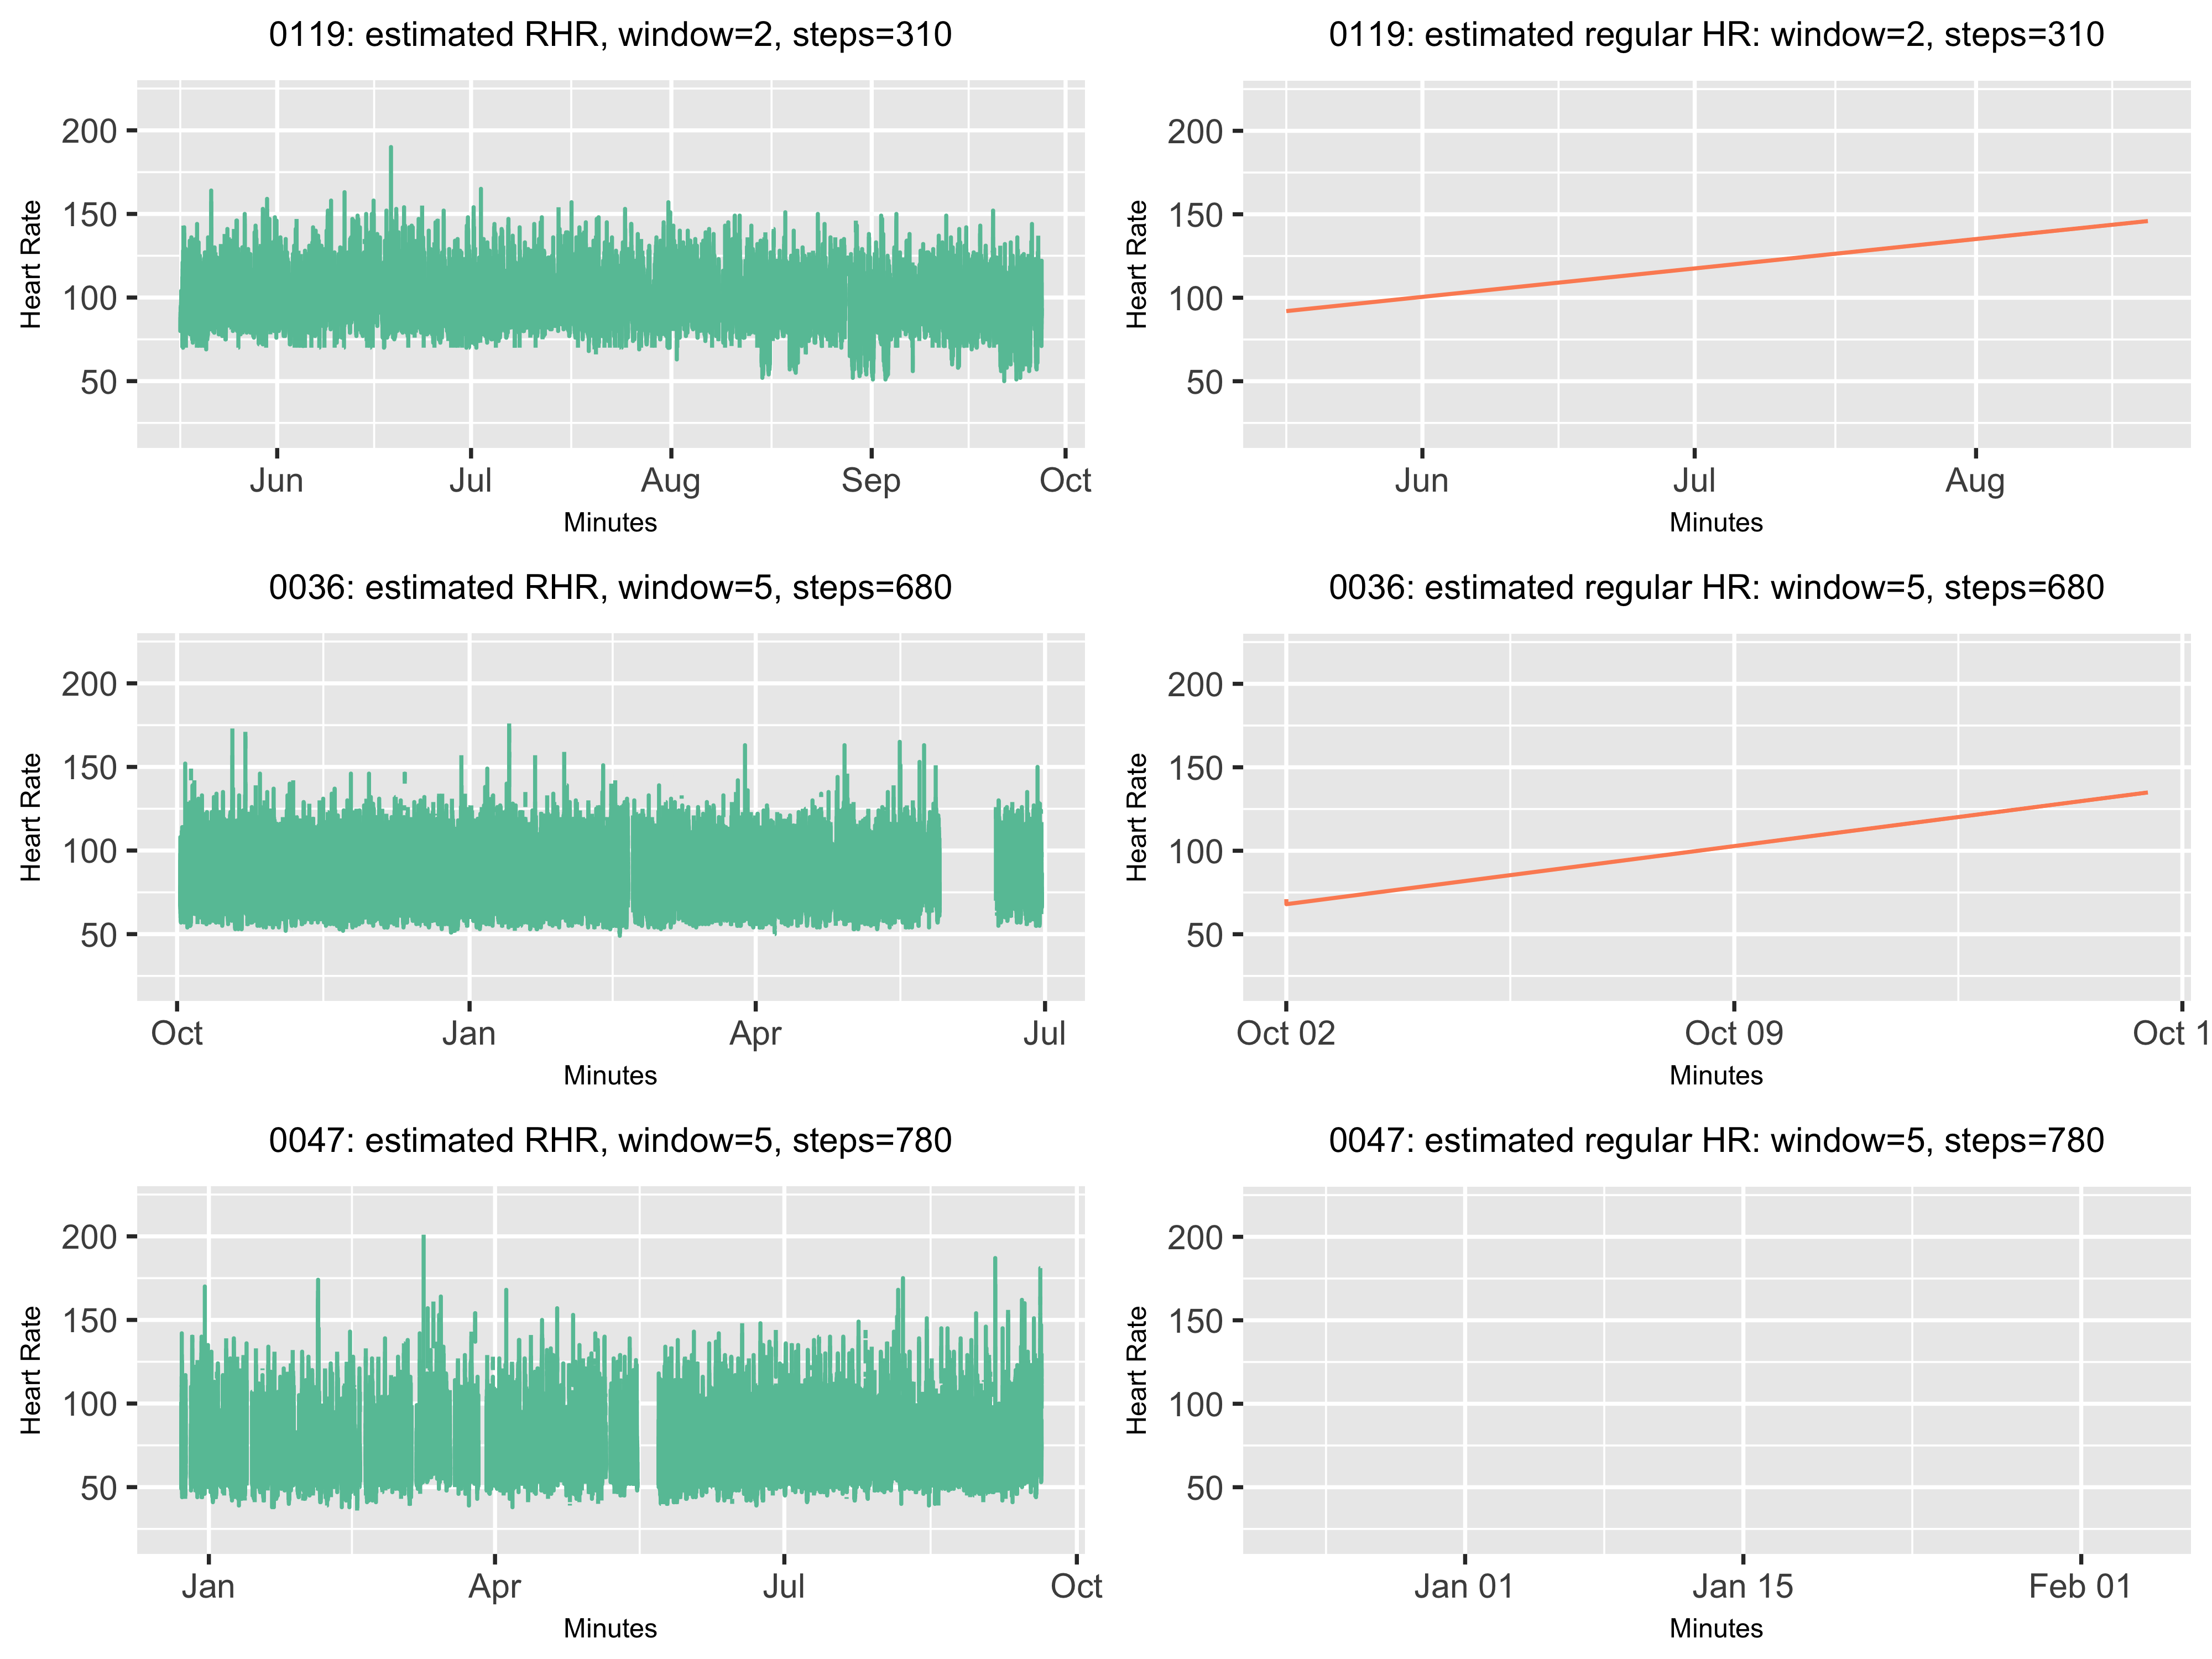 0119: estimated RHR, window=2, steps=310
200
150
100
50
Heart Rate
Jun Jul Aug Sep Oct
Minutes
0119: estimated regular HR: window=2, steps=310
200
150
100
50
Heart Rate
Jun Jul Aug
Minutes
0036: estimated RHR, window=5, steps=680
200
150
100
50
Heart Rate
Oct Jan Apr Jul
Minutes
0036: estimated regular HR: window=5, steps=680
200
150
100
50
Heart Rate
Oct 02 Oct 09 Oct 1
Minutes
0047: estimated RHR, window=5, steps=780
200
150
100
50
Heart Rate
Jan Apr Jul Oct
Minutes
0047: estimated regular HR: window=5, steps=780
200
150
100
50
Heart Rate
Jan 01 Jan 15 Feb 01
Minutes